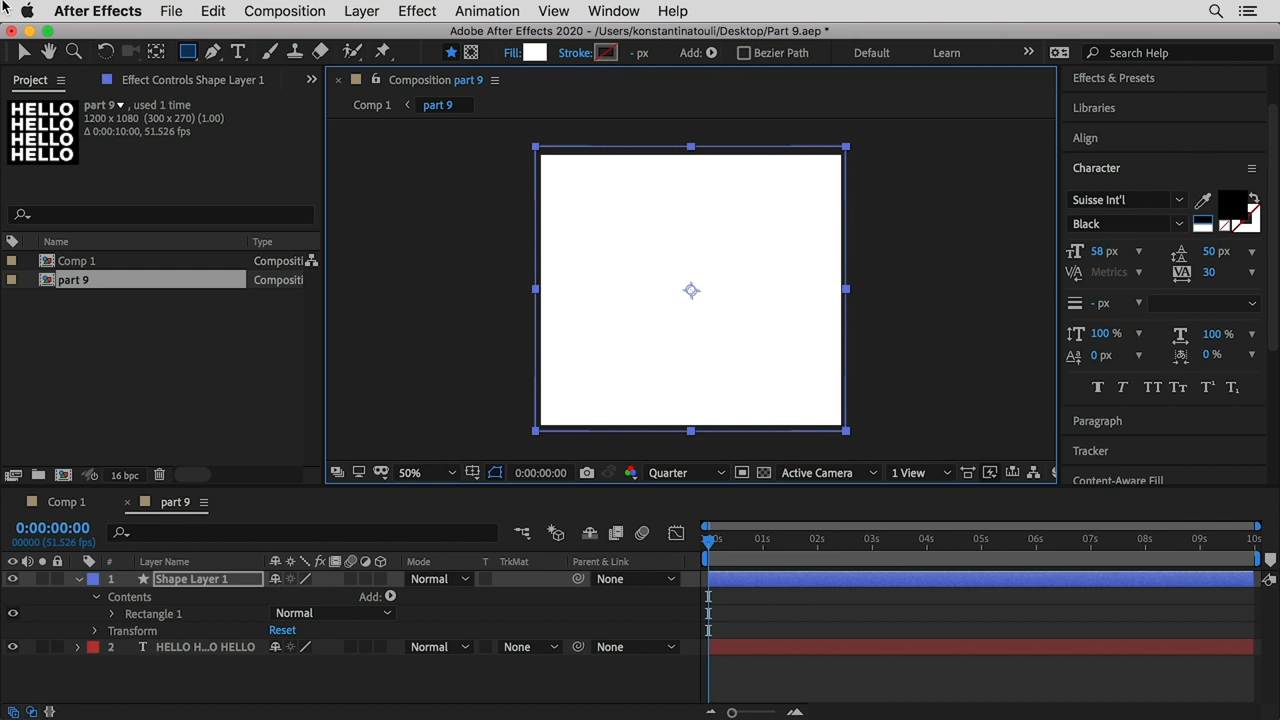 After Effects File Edit Composition Layer Effect Animation View Window Help
Adobe After Effects 2020 - /Users/konstantinatouli/Desktop/Part 9.aep *
Fill: Stroke: - px Add: Bezier Path Default Learn Search Help
Project Effect Controls Shape Layer 1
Composition part 9
Effects & Presets
HELLO
HELLO
HELLO
HELLO
part 9 , used 1 time
1200 x 1080 (300 x 270) (1.00)
Δ 0:00:10:00, 51.526 fps
Comp 1 part 9
Libraries
Align
Character
Suisse Int'l
Black
58 px 50 px
Metrics 30
- px
100 % 100 %
0 px 0 %
Paragraph
Tracker
Content-Aware Fill
Name Type
Comp 1 Compositi
part 9 Compositi
16 bpc
50% 0:00:00:00 Quarter Active Camera 1 View
Comp 1 part 9
0:00:00:00
00000 (51.526 fps)
01s 02s 03s 04s 05s 06s 07s 08s 09s 10s
# Layer Name Mode T TrkMat Parent & Link
1 Shape Layer 1 Normal None
Contents Add:
Rectangle 1 Normal
Transform Reset
2 HELLO H...O HELLO Normal None None